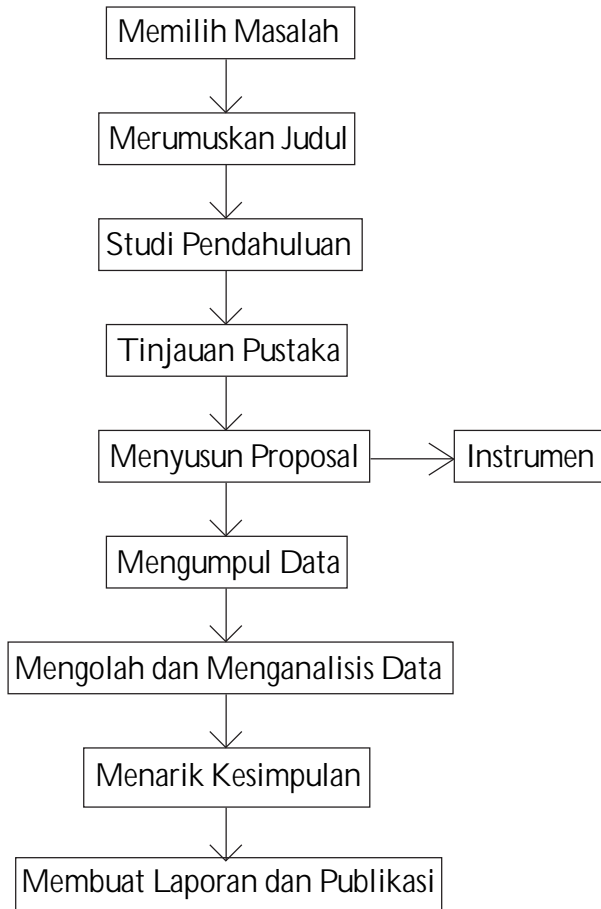 Memilih Masalah
Merumuskan Judul
Studi Pendahuluan
Tinjauan Pustaka
Menyusun Proposal
Instrumen
Mengumpul Data
Mengolah dan Menganalisis Data
Menarik Kesimpulan
Membuat Laporan dan Publikasi